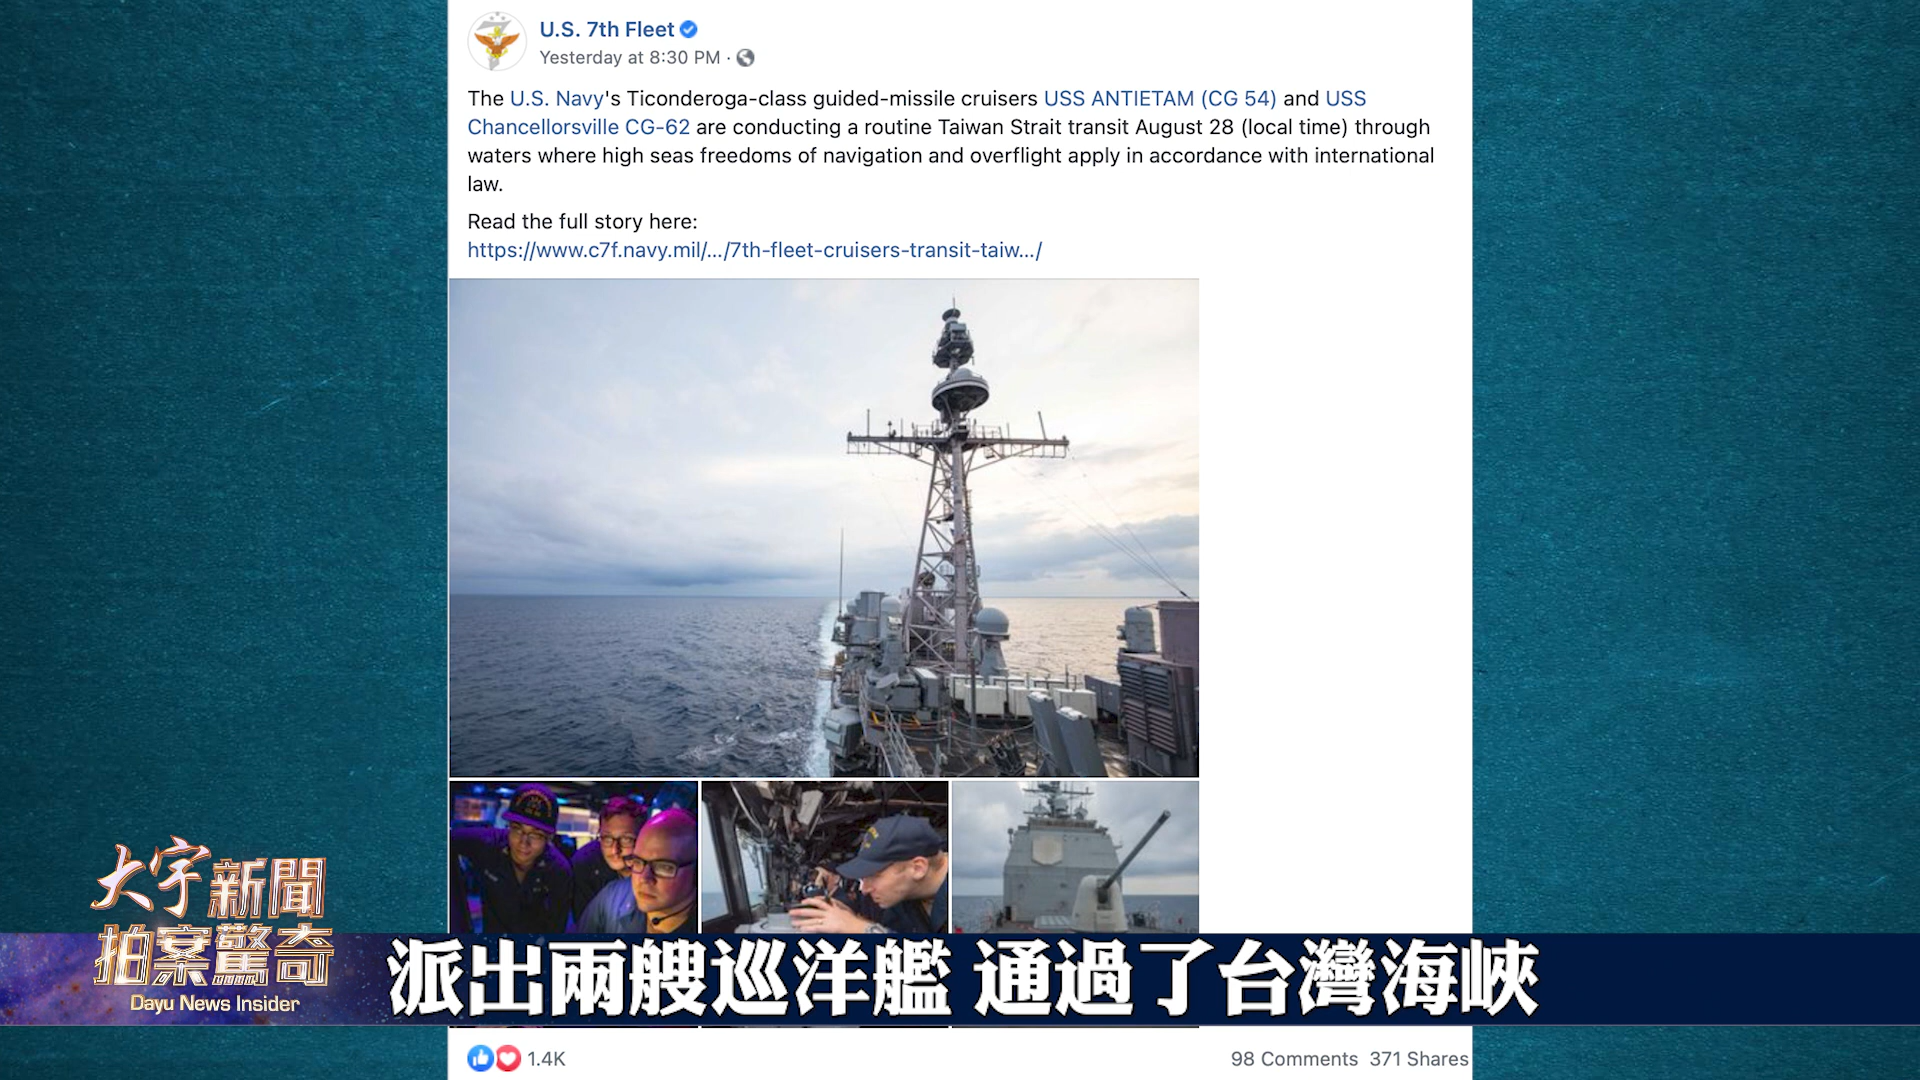 U.S. 7th Fleet
Yesterday at 8:30 PM ·
The U.S. Navy's Ticonderoga-class guided-missile cruisers USS ANTIETAM (CG 54) and USS
Chancellorsville CG-62 are conducting a routine Taiwan Strait transit August 28 (local time) through
waters where high seas freedoms of navigation and overflight apply in accordance with international
law.
Read the full story here:
https://www.c7f.navy.mil/.../7th-fleet-cruisers-transit-taiw.../
大宇新聞
拍案驚奇
Dayu News Insider
派出兩艘巡洋艦 通過了台灣海峽
1.4K
98 Comments 371 Shares